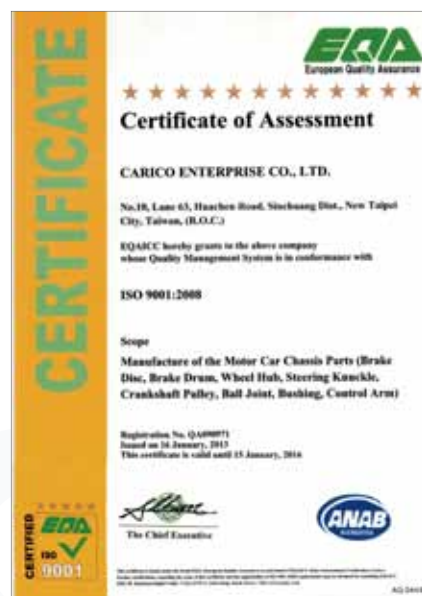 CERTIFICATE
EQA
European Quality Assurance
Certificate of Assessment
CARICO ENTERPRISE CO., LTD.
No.18, Lane 63, Huachen Road, Sinchuang Dist., New Taipei
City, Taiwan, (R.O.C.)
EQAICC hereby grants to the above company
whose Quality Management System is in conformance with
ISO 9001:2008
Scope
Manufacture of the Motor Car Chassis Parts (Brake
Disc, Brake Drum, Wheel Hub, Steering Knuckle,
Crankshaft Pulley, Ball Joint, Bushing, Control Arm)
Registration No.
Issued on 16 January, 2013
This certificate is valid until 15 January, 2016
The Chief Executive
ANAB
ACCREDITED
CERTIFIED
EQA
ISO
9001